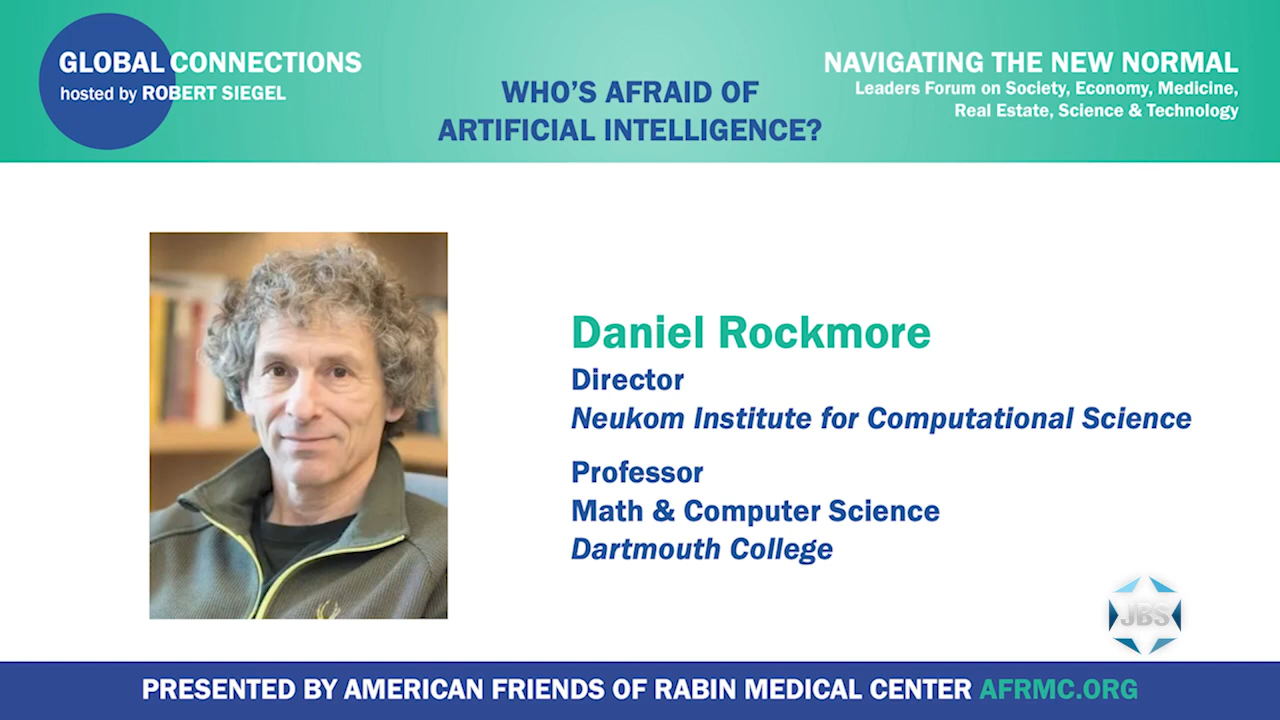 GLOBAL CONNECTIONS
hosted by ROBERT SIEGEL
WHO'S AFRAID OF
ARTIFICIAL INTELLIGENCE?
NAVIGATING THE NEW NORMAL
Leaders Forum on Society, Economy, Medicine,
Real Estate, Science & Technology
Daniel Rockmore
Director
Neukom Institute for Computational Science
Professor
Math & Computer Science
Dartmouth College
JBS
PRESENTED BY AMERICAN FRIENDS OF RABIN MEDICAL CENTER AFRMC.ORG